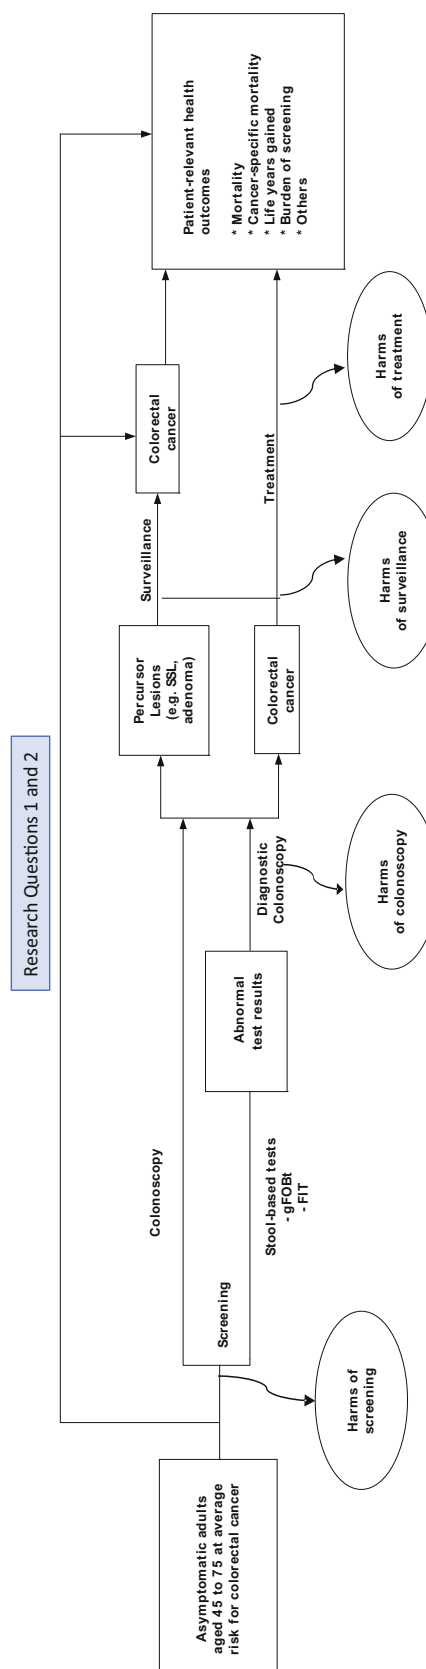 Research Questions 1 and 2
Asymptomatic adults
aged 45 to 75 at average
risk for colorectal cancer
Screening
Harms of
screening
Colonoscopy
Stool-based tests
- gFOBt
- FIT
Abnormal
test results
Diagnostic
Colonoscopy
Harms
of colonoscopy
Percursor
Lesions
(e.g. SSL,
adenoma)
Colorectal
cancer
Surveillance
Harms
of surveillance
Colorectal
cancer
Treatment
Harms
of treatment
Patient-relevant health
outcomes
* Mortality
* Cancer-specific mortality
* Life years gained
* Burden of screening
* Others